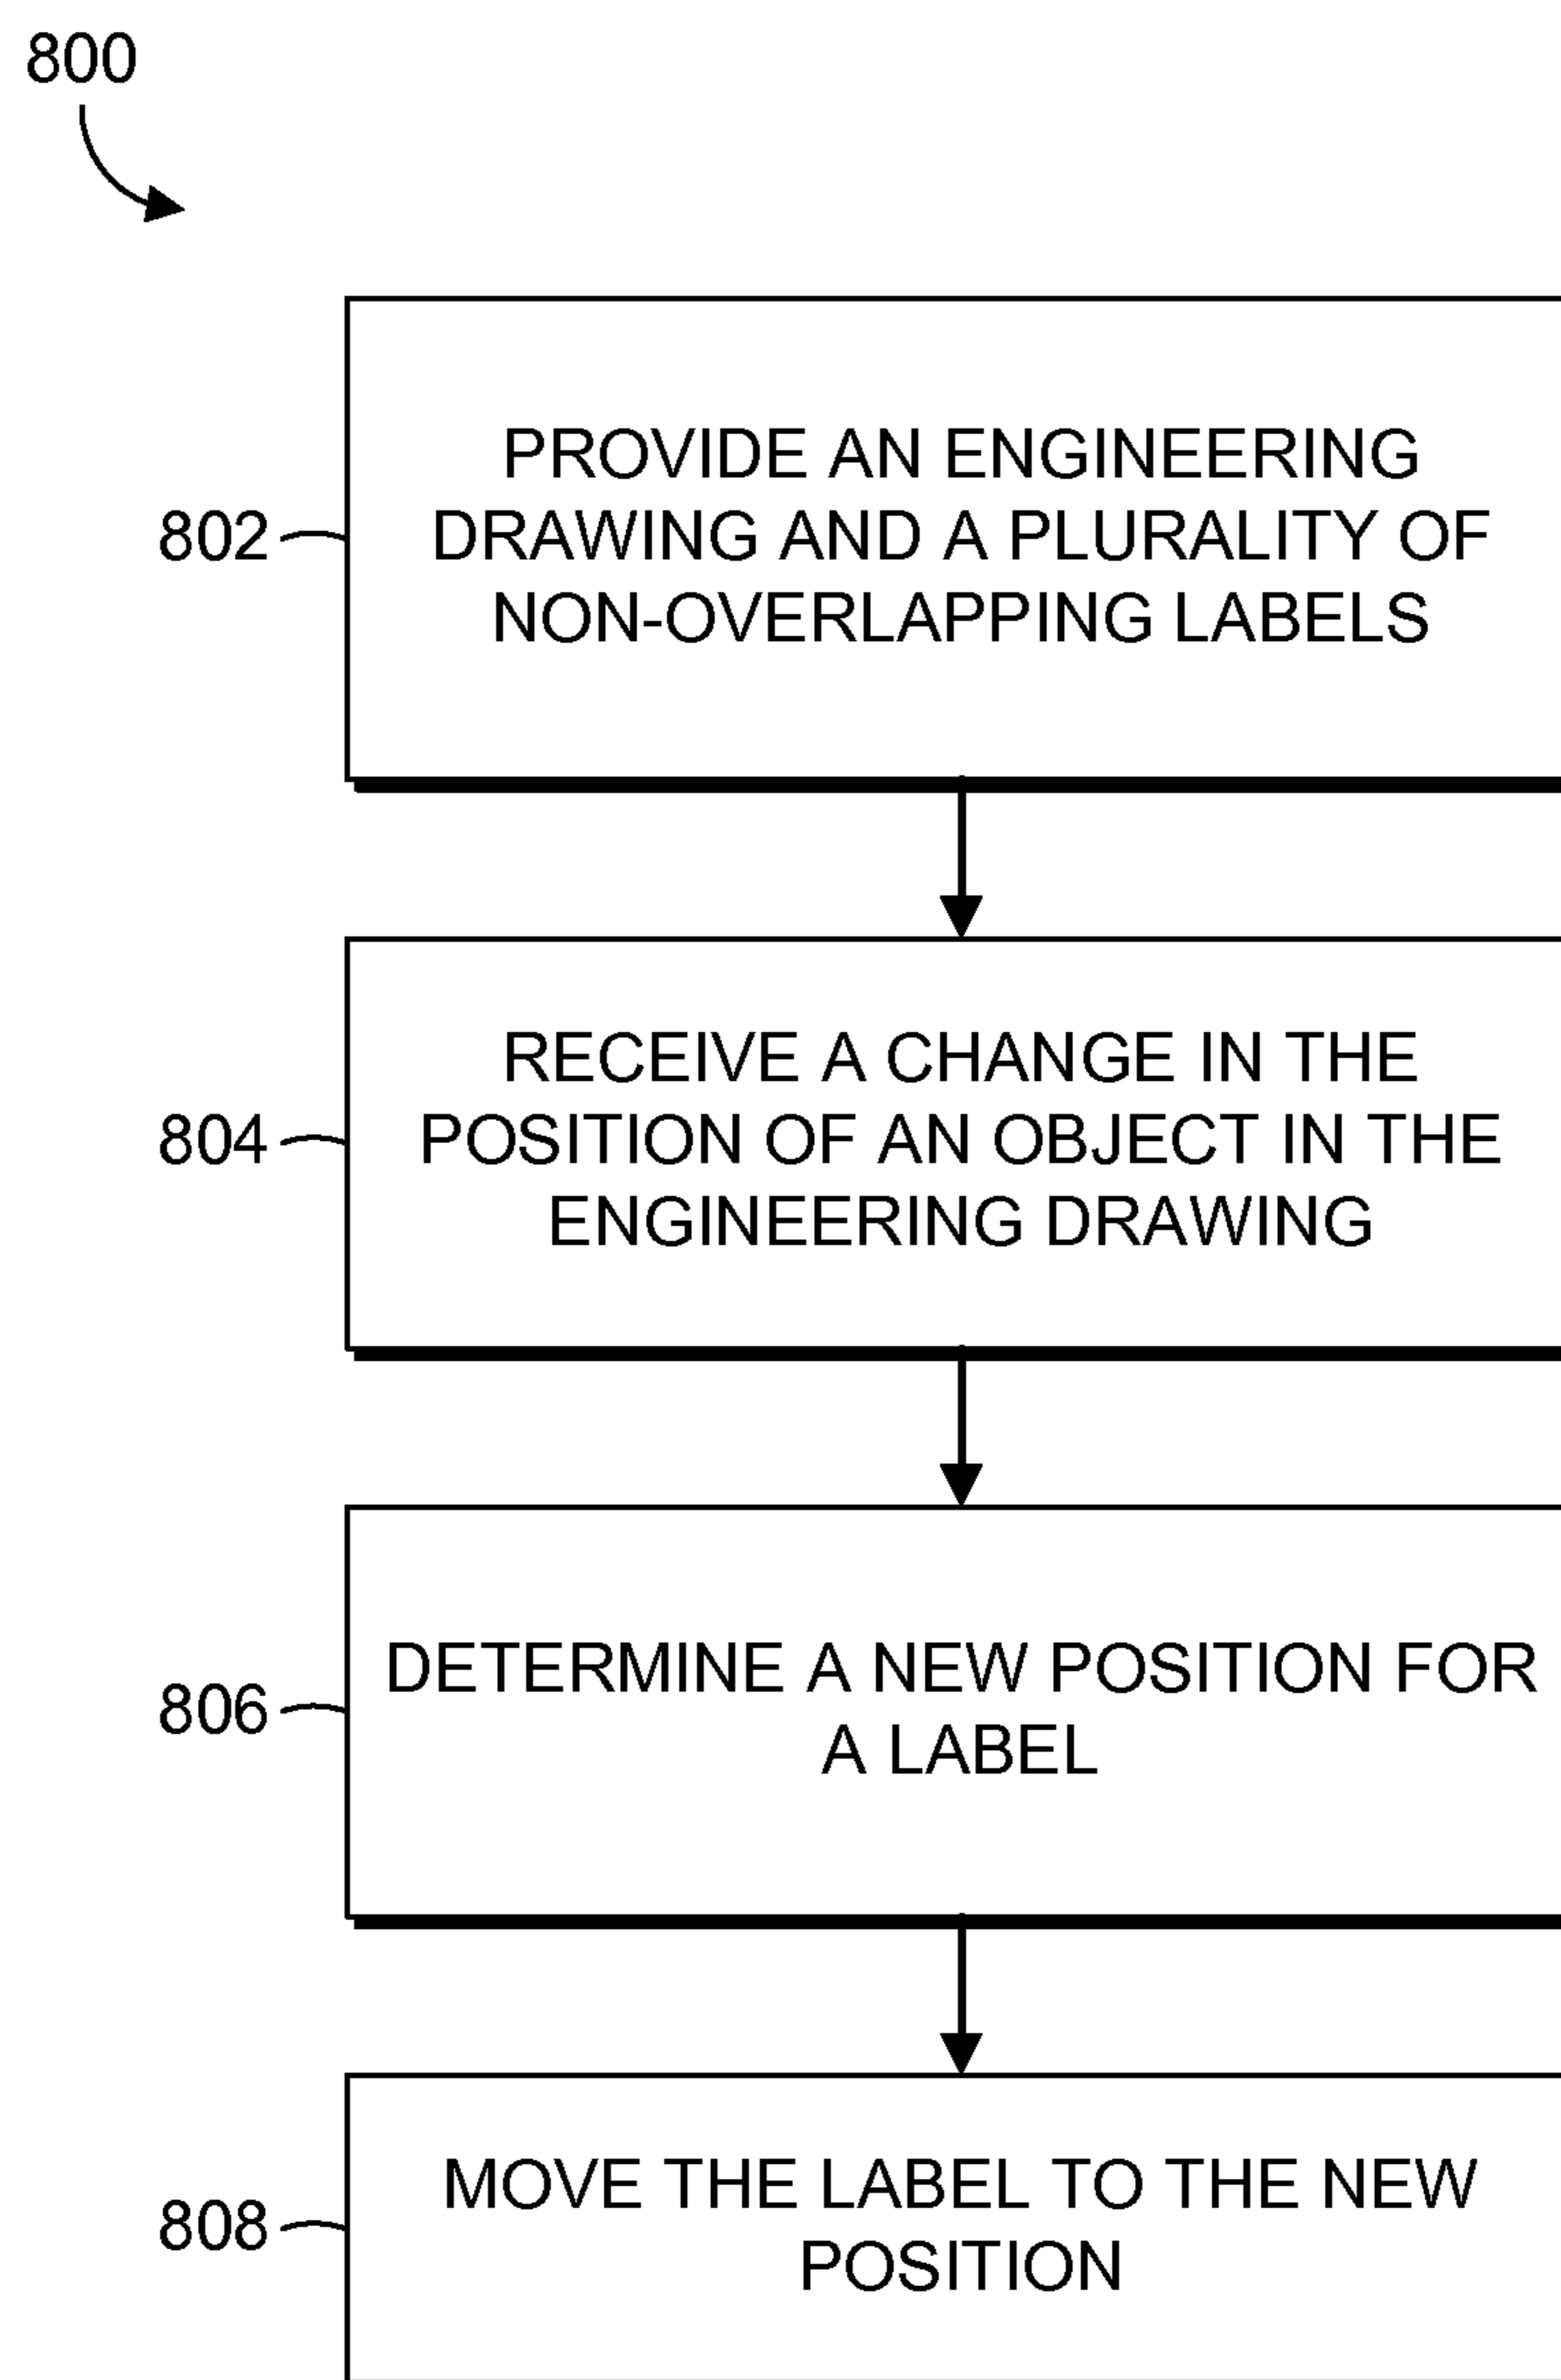 800
PROVIDE AN ENGINEERING
802
DRAWING AND A PLURALITY OF
NON-OVERLAPPING LABELS
RECEIVE A CHANGE IN THE
804
POSITION OF AN OBJECT IN THE
ENGINEERING DRAWING
DETERMINE A NEW POSITION FOR
806
A LABEL
MOVE THE LABEL TO THE NEW
808
POSITION